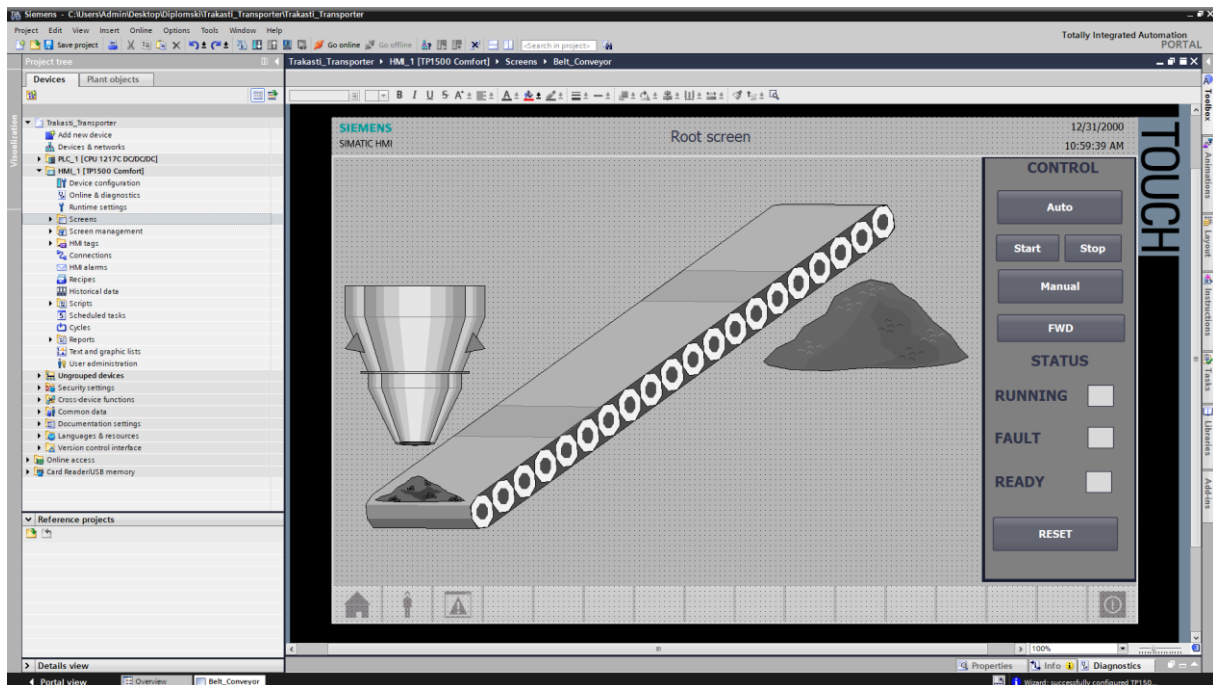 Siemens - C:\Users\Admin\Desktop\Diplomski\Trakasti_Transporter\Trakasti_Transporter
Project Edit View Insert Online Options Tools Window Help
Totally Integrated Automation
PORTAL
Save project Go online Go offline <Search in project>
Project tree
Trakasti_Transporter HMI_1 [TP1500 Comfort] Screens Belt_Conveyor
Devices Plant objects
B I U S A
Visualization
Trakasti_Transporter
Add new device
Devices & networks
PLC_1 [CPU 1217C DC/DC/DC]
HMI_1 [TP1500 Comfort]
Device configuration
Online & diagnostics
Runtime settings
Screens
Screen management
HMI tags
Connections
HMI alarms
Recipes
Historical data
Scripts
Scheduled tasks
Cycles
Reports
Text and graphic lists
User administration
Ungrouped devices
Security settings
Cross-device functions
Common data
Documentation settings
Languages & resources
Version control interface
Online access
Card Reader/USB memory
Reference projects
Details view
SIEMENS
SIMATIC HMI
Root screen
12/31/2000
10:59:39 AM
TOUCH
CONTROL
Auto
Start Stop
Manual
FWD
STATUS
RUNNING
FAULT
READY
RESET
Toolbox
Animations
Layout
Instructions
Tasks
Libraries
Add-ins
100%
Properties Info Diagnostics
Portal view Overview Belt_Conveyor Wizard: successfully configured TP150...